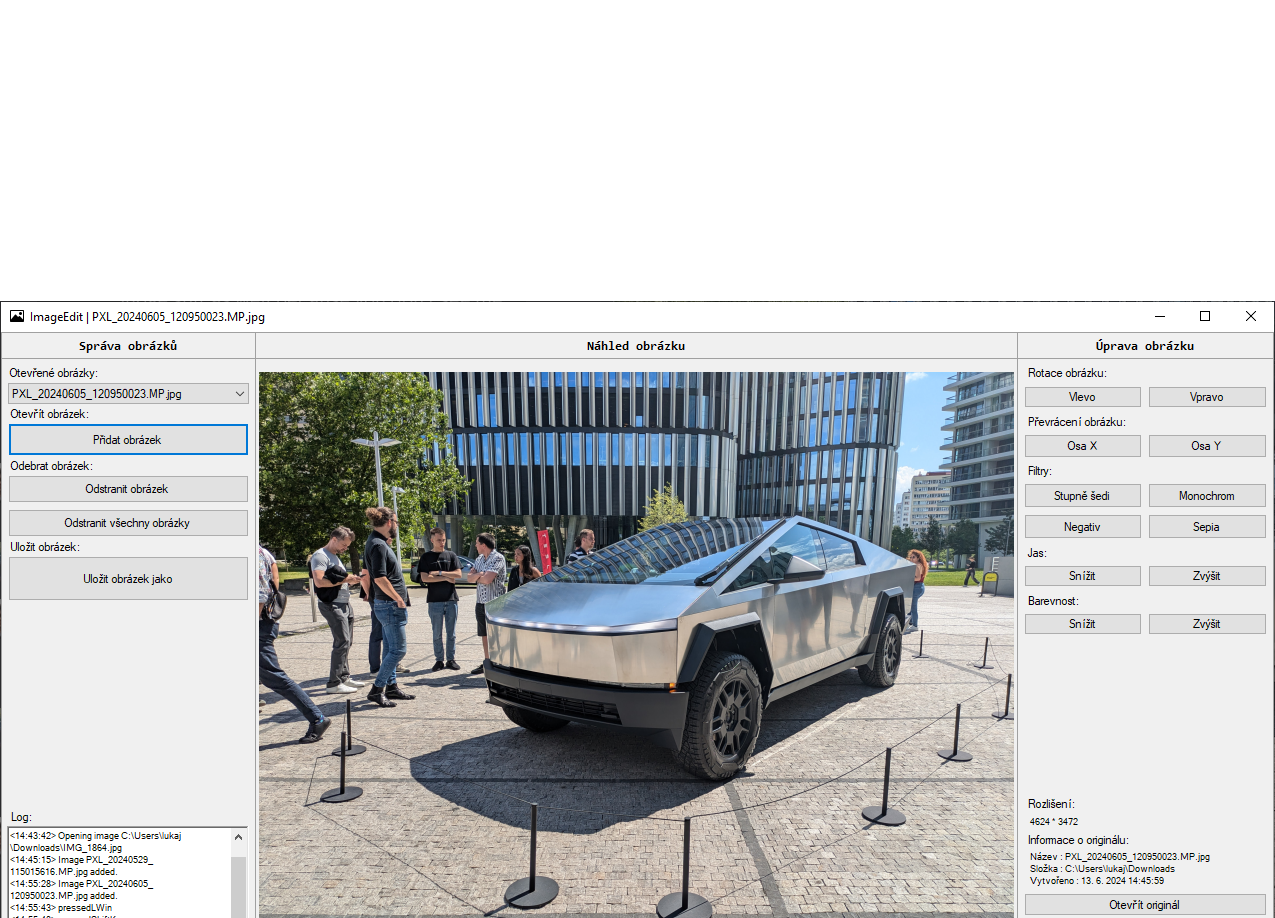 ImageEdit | PXL_20240605_120950023.MP.jpg
Správa obrázků
Náhled obrázku
Úprava obrázku
Otevřené obrázky:
PXL_20240605_120950023.MP.jpg
Otevřít obrázek:
Přidat obrázek
Odebrat obrázek:
Odstranit obrázek
Odstranit všechny obrázky
Uložit obrázek:
Uložit obrázek jako
Log:
<14:43:42> Opening image C:\Users\lukaj
\Downloads\IMG_1864.jpg
<14:45:15> Image PXL_20240529_
115015616.MP.jpg added.
<14:55:28> Image PXL_20240605_
120950023.MP.jpg added.
<14:55:43> pressedLWin
Rotace obrázku:
Vlevo
Vpravo
Převrácení obrázku:
Osa X
Osa Y
Filtry:
Stupně šedi
Monochrom
Negativ
Sepia
Jas:
Snížit
Zvýšit
Barevnost:
Snížit
Zvýšit
Rozlišení:
4624 * 3472
Informace o originálu:
Název : PXL_20240605_120950023.MP.jpg
Složka : C:\Users\lukaj\Downloads
Vytvořeno : 13. 6. 2024 14:45:59
Otevřít originál